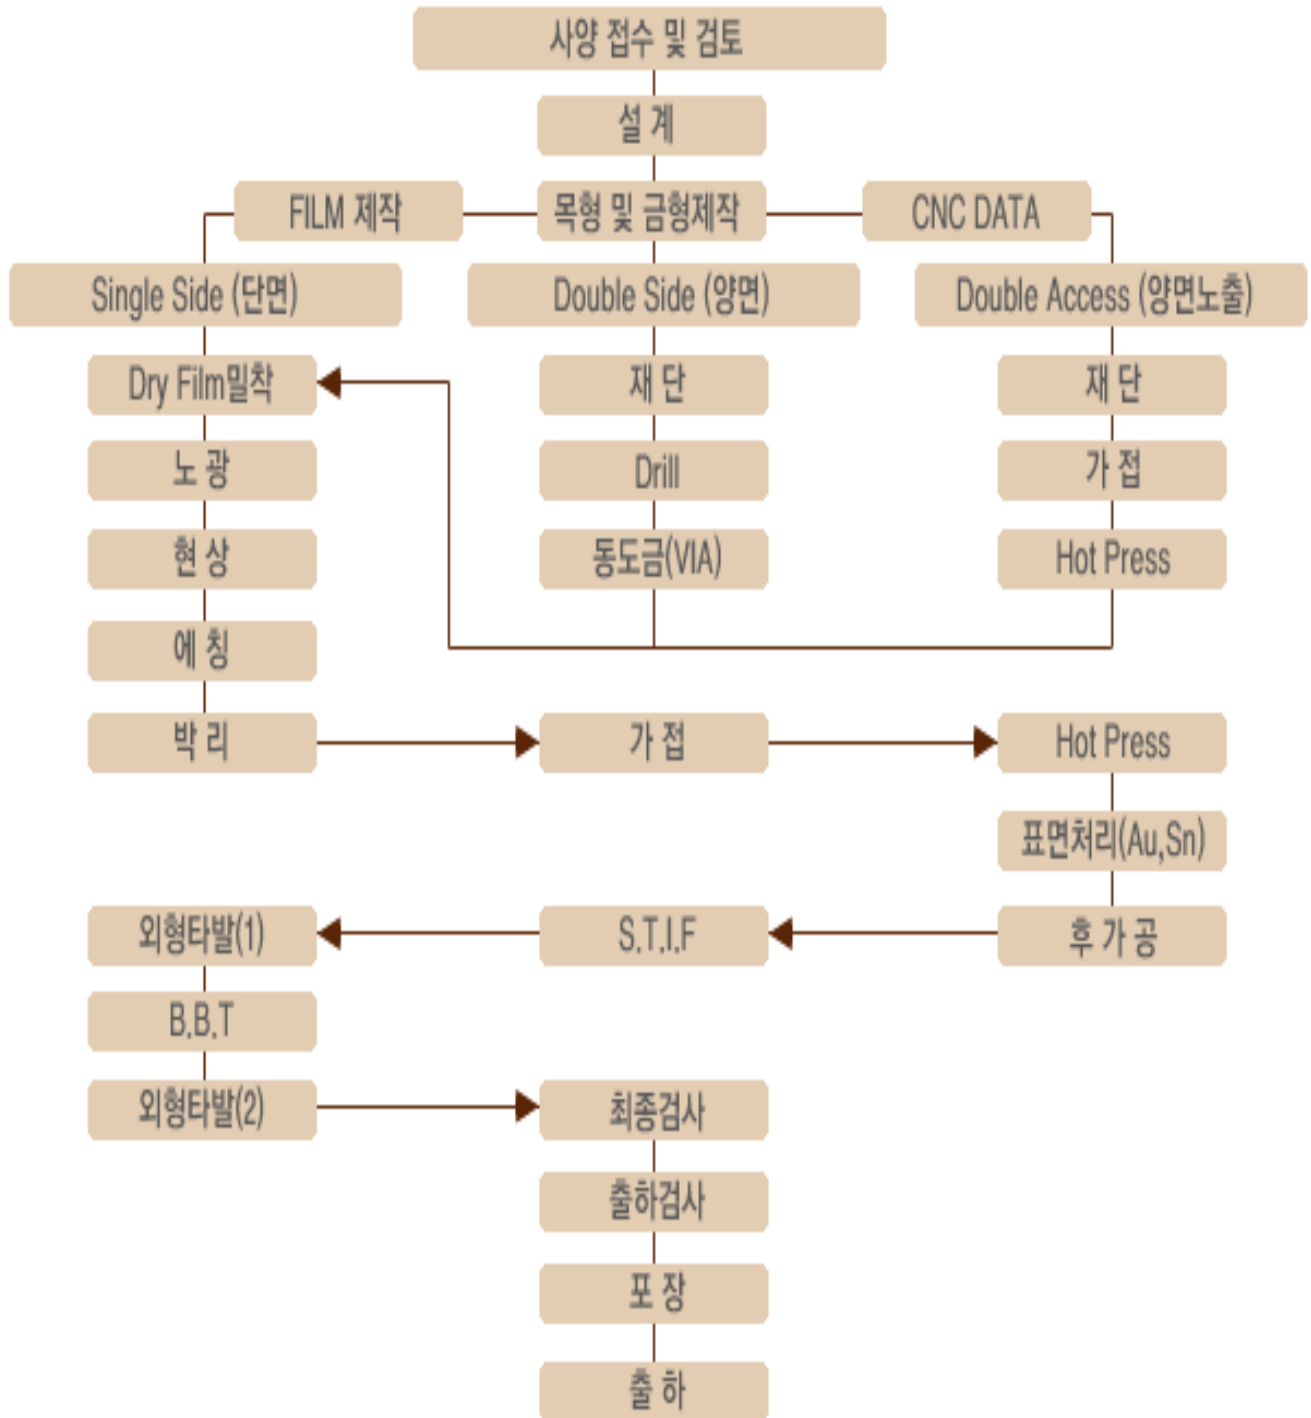 사양 접수 및 검토
설 계
FILM 제작
목형 및 금형제작
CNC DATA
Single Side (단면)
Double Side (양면)
Double Access (양면노출)
Dry Film밀착
재 단
재 단
노 광
Drill
가 접
현 상
동도금(VIA)
Hot Press
에 칭
박 리
가 접
Hot Press
표면처리(Au,Sn)
외형타발(1)
S.T.I.F
후 가 공
B.B.T
외형타발(2)
최종검사
출하검사
포 장
출 하